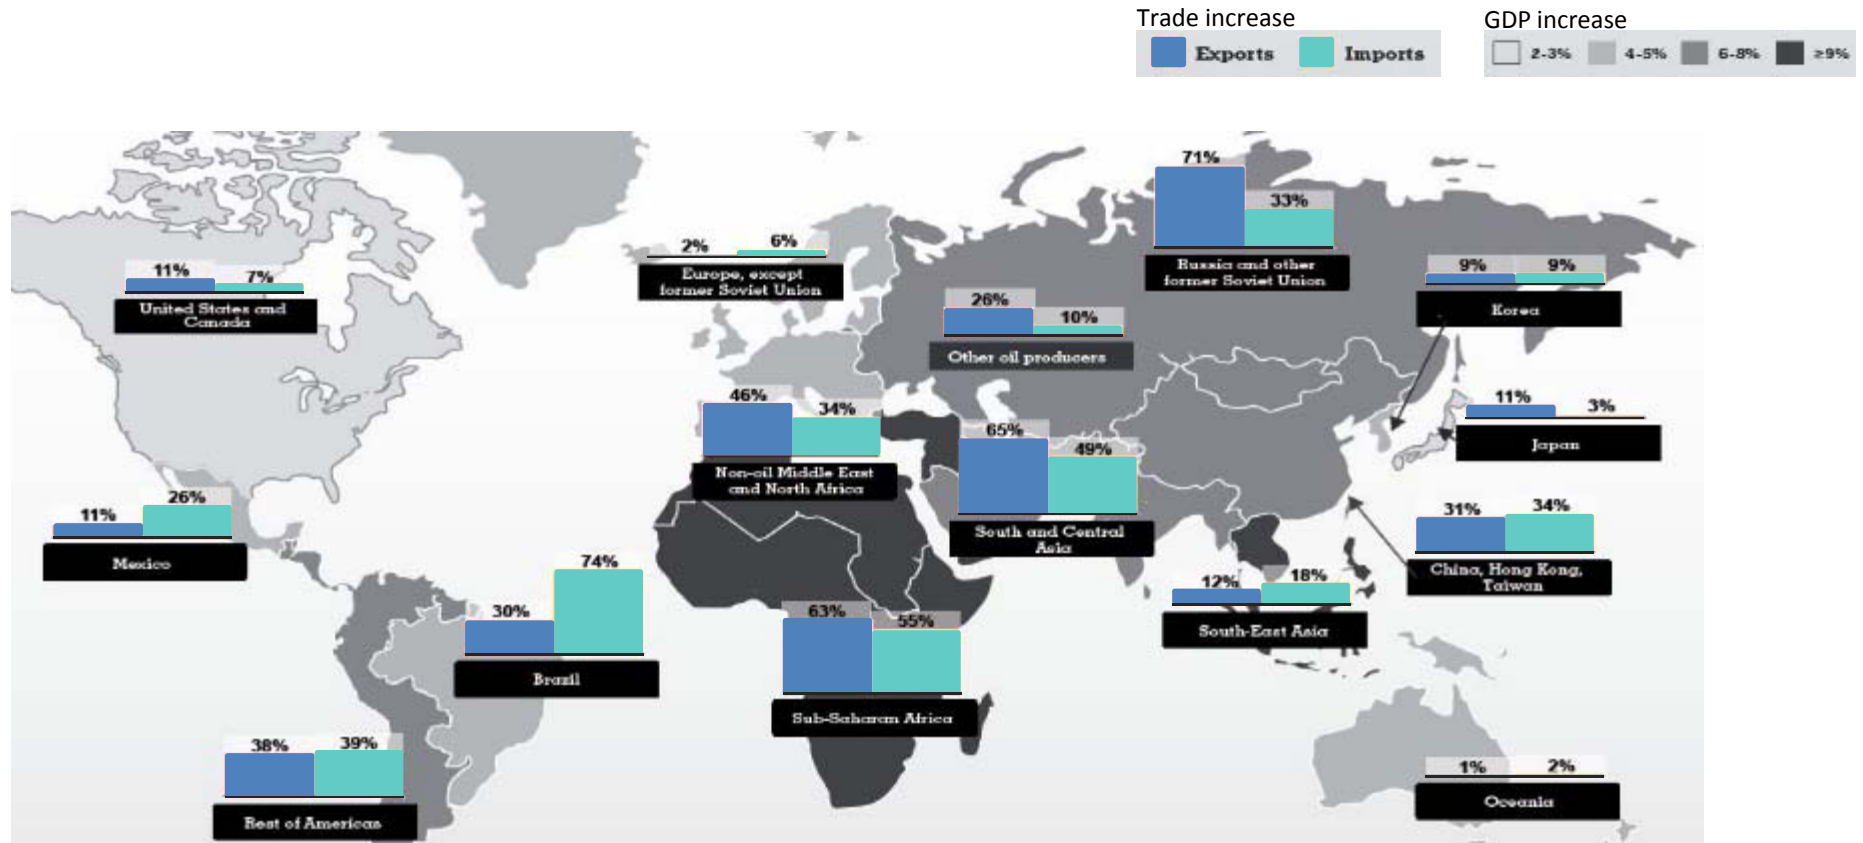 Trade increase
GDP increase
Exports Imports
2-3% 4-5% 6-8% ≥9%
71%
33%
Russia and other
former Soviet Union
2% 6%
Europe, except
former Soviet Union
11% 7%
United States and
Canada
9% 9%
Korea
26%
10%
Other oil producers
46%
34%
Non-oil Middle East
and North Africa
65%
49%
South and Central
Asia
11%
3%
Japan
11%
26%
Mexico
31% 34%
China, Hong Kong,
Taiwan
30%
74%
Brazil
63%
55%
Sub-Saharan Africa
12% 18%
South-East Asia
38% 39%
Rest of Americas
1% 2%
Oceania